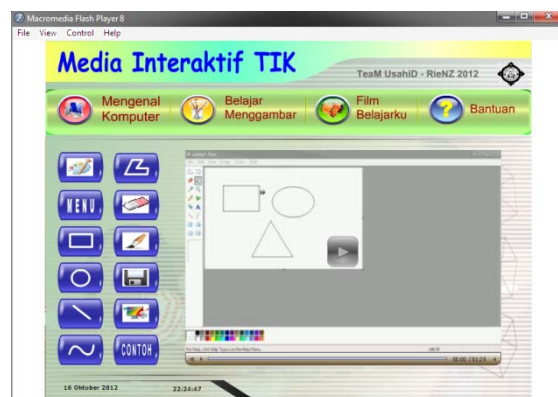 Macromedia Flash Player 8
File View Control Help
Media Interaktif TIK
TeaM UsahiD - RieNZ 2012
Mengenal
Komputer
Belajar
Menggambar
Film
Belajarku
Bantuan
MENU
CONTOH
16 Oktober 2012
22:24:47